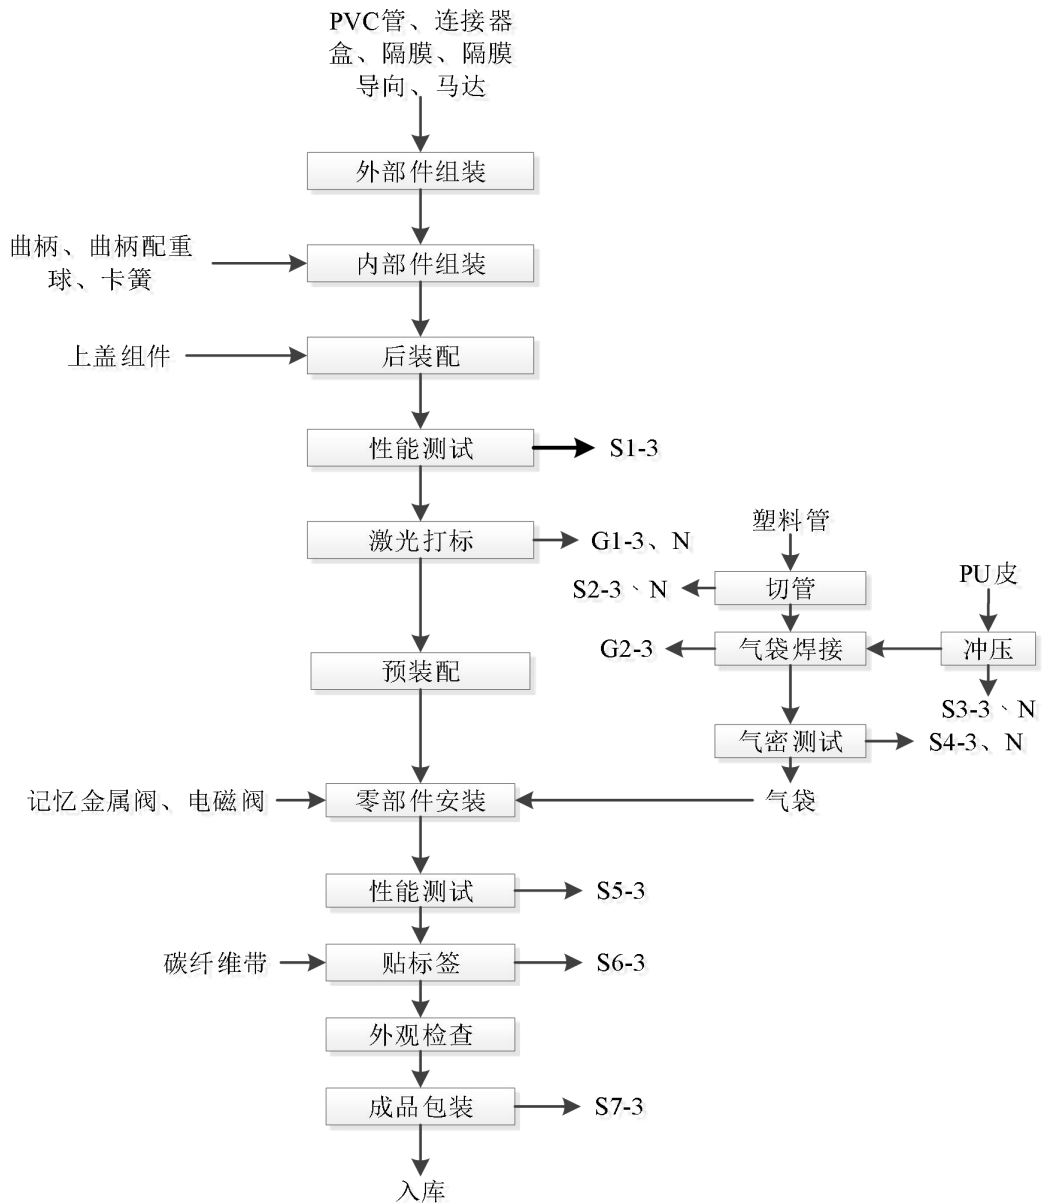 PVC管、连接器
盒、隔膜、隔膜
导向、马达
外部件组装
曲柄、曲柄配重
球、卡簧
内部件组装
上盖组件
后装配
性能测试
S1-3
激光打标
G1-3、N
塑料管
S2-3、N
切管
PU皮
G2-3
气袋焊接
冲压
预装配
S3-3、N
气密测试
S4-3、N
记忆金属阀、电磁阀
零部件安装
气袋
性能测试
S5-3
碳纤维带
贴标签
S6-3
外观检查
成品包装
S7-3
入库